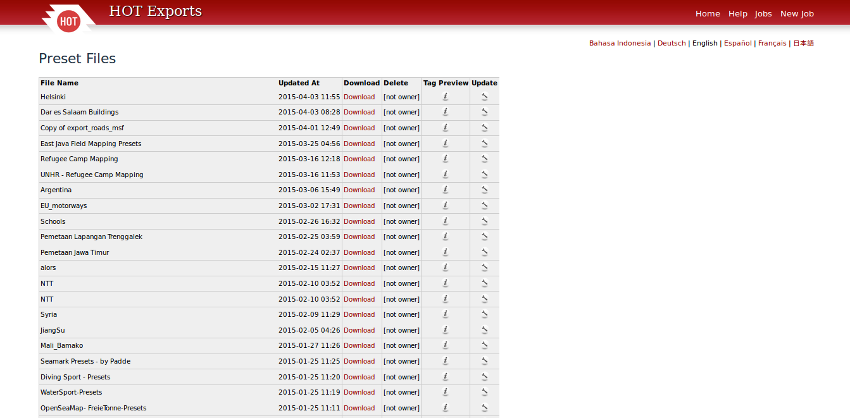 HOT HOT Exports Home Help Jobs New Job
Bahasa Indonesia | Deutsch | English | Español | Français | 日本語
Preset Files
File Name Updated At Download Delete Tag Preview Update
Helsinki 2015-04-03 11:55 Download [not owner]
Dar es Salaam Buildings 2015-04-03 08:28 Download [not owner]
Copy of export_roads_msf 2015-04-01 12:49 Download [not owner]
East Java Field Mapping Presets 2015-03-25 04:56 Download [not owner]
Refugee Camp Mapping 2015-03-16 12:18 Download [not owner]
UNHR - Refugee Camp Mapping 2015-03-16 11:53 Download [not owner]
Argentina 2015-03-06 15:49 Download [not owner]
EU_motorways 2015-03-02 17:31 Download [not owner]
Schools 2015-02-26 16:32 Download [not owner]
Pemetaan Lapangan Trenggalek 2015-02-25 03:59 Download [not owner]
Pemetaan Jawa Timur 2015-02-24 02:37 Download [not owner]
alors 2015-02-15 11:27 Download [not owner]
NTT 2015-02-10 03:52 Download [not owner]
NTT 2015-02-10 03:52 Download [not owner]
Syria 2015-02-09 11:29 Download [not owner]
JiangSu 2015-02-05 04:26 Download [not owner]
Mali_Bamako 2015-01-27 11:26 Download [not owner]
Seamark Presets - by Padde 2015-01-25 11:25 Download [not owner]
Diving Sport - Presets 2015-01-25 11:20 Download [not owner]
WaterSport-Presets 2015-01-25 11:19 Download [not owner]
OpenSeaMap- FreieTonne-Presets 2015-01-25 11:11 Download [not owner]